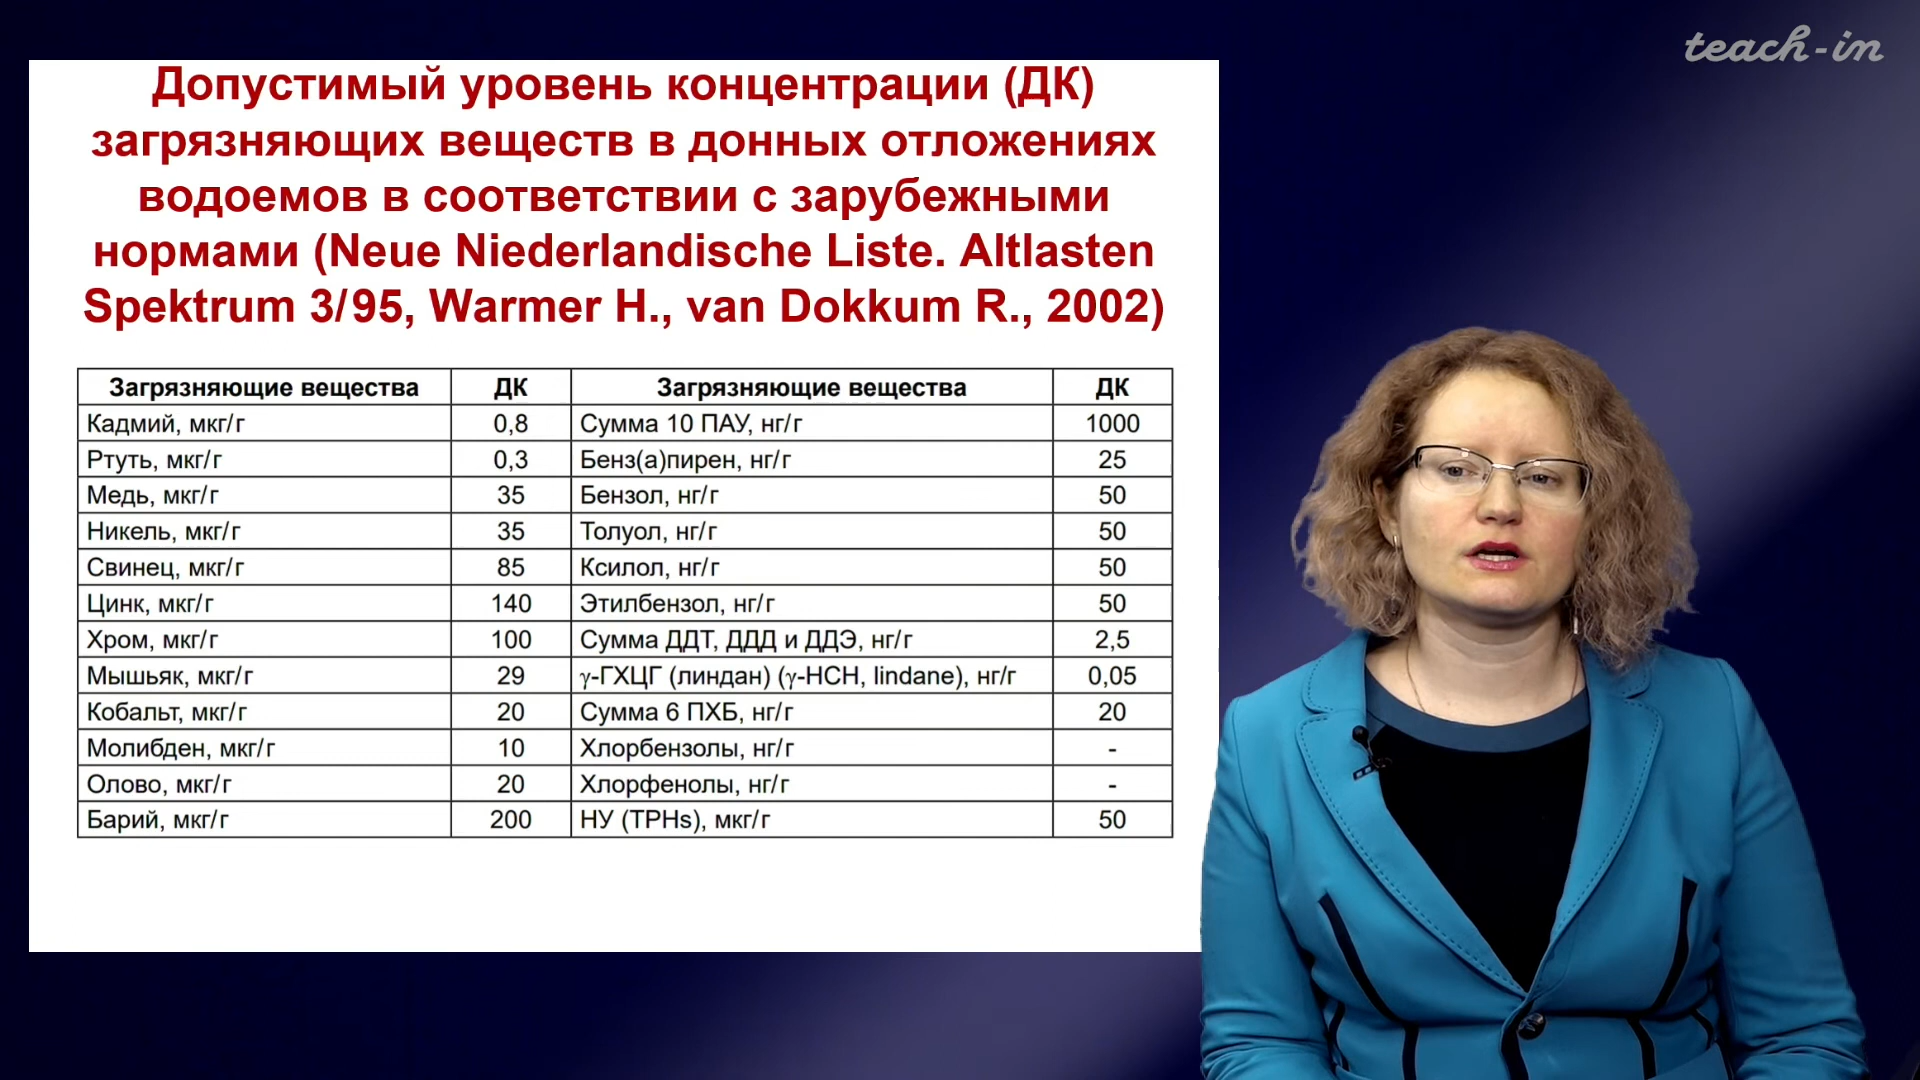 teach-in
Допустимый уровень концентрации (ДК)
загрязняющих веществ в донных отложениях
водоемов в соответствии с зарубежными
нормами (Neue Niederlandische Liste. Altlasten
Spektrum 3/95, Warmer H., van Dokkum R., 2002)
Загрязняющие вещества ДК Загрязняющие вещества ДК
Кадмий, мкг/г 0,8 Сумма 10 ПАУ, нг/г 1000
Ртуть, мкг/г 0,3 Бенз(а)пирен, нг/г 25
Медь, мкг/г 35 Бензол, нг/г 50
Никель, мкг/г 35 Толуол, нг/г 50
Свинец, мкг/г 85 Ксилол, нг/г 50
Цинк, мкг/г 140 Этилбензол, нг/г 50
Хром, мкг/г 100 Сумма ДДТ, ДДД и ДДЭ, нг/г 2,5
Мышьяк, мкг/г 29 γ-ГХЦГ (линдан) (γ-HCH, lindane), нг/г 0,05
Кобальт, мкг/г 20 Сумма 6 ПХБ, нг/г 20
Молибден, мкг/г 10 Хлорбензолы, нг/г -
Олово, мкг/г 20 Хлорфенолы, нг/г -
Барий, мкг/г 200 НУ (TPHs), мкг/г 50